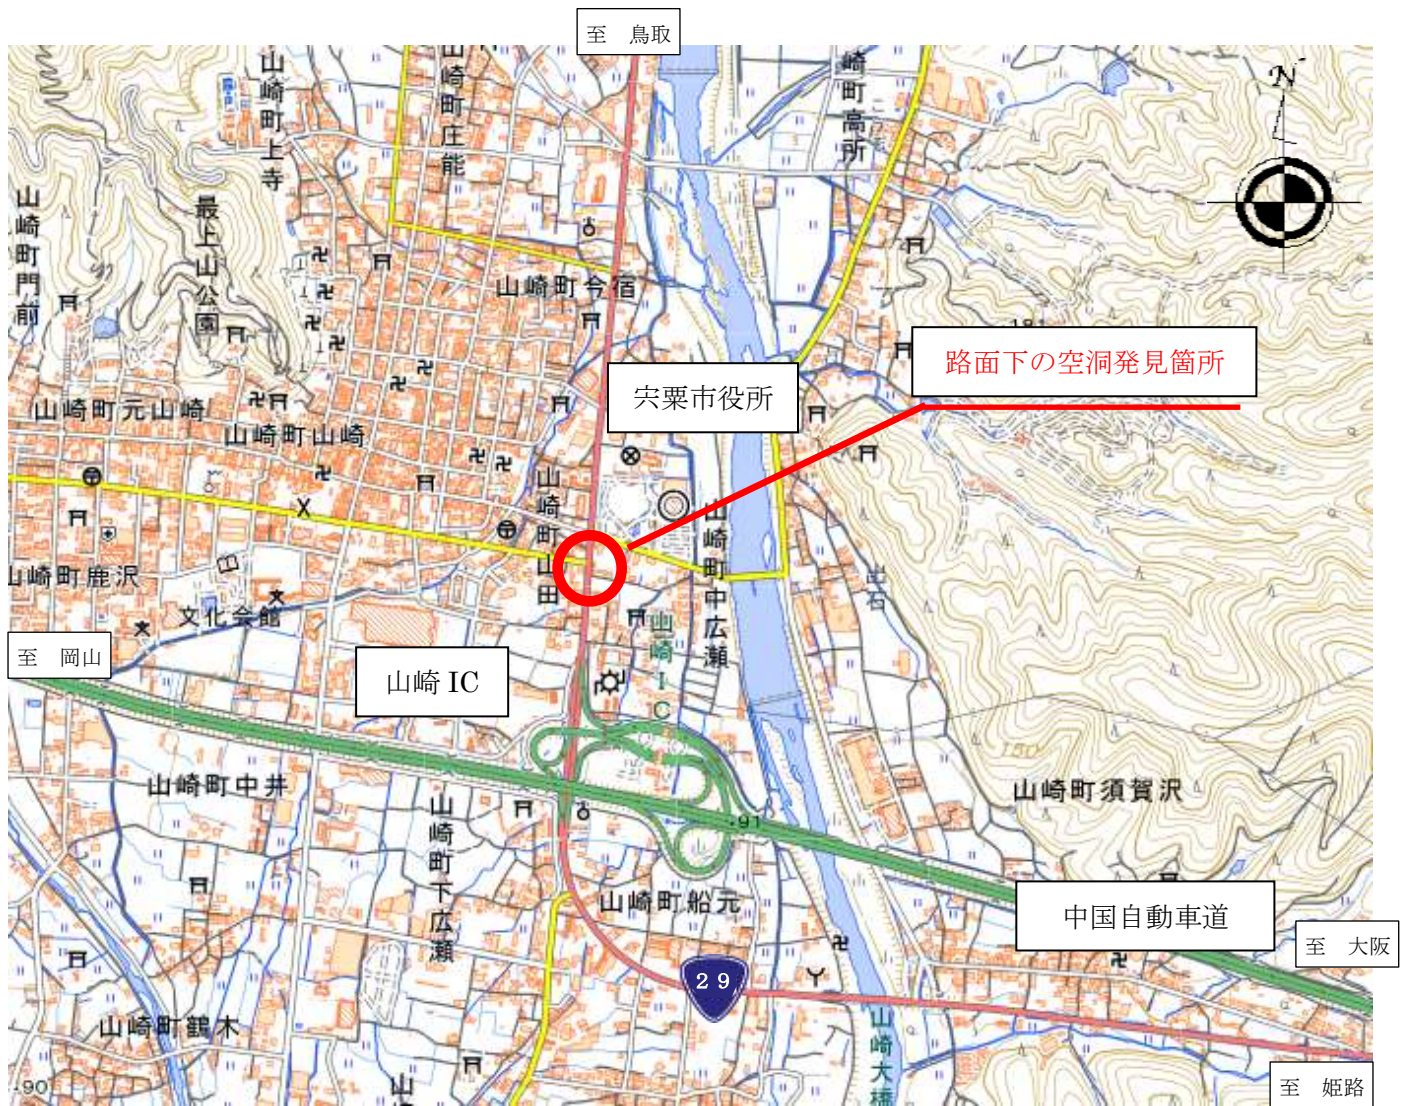 至　鳥取
N
山崎町上寺
山崎町庄能
崎町高所
山崎町門前
最上山公園
山崎町今宿
181
路面下の空洞発見箇所
宍粟市役所
山崎町元山崎
山崎町山崎
山崎町山田
山崎町中広瀬
出石
山崎町鹿沢
文化会館
至　岡山
山崎 IC
山崎IC
山崎町中井
山崎町下広瀬
91
山崎町須賀沢
山崎町船元
中国自動車道
至　大阪
29
山崎町鶴木
山崎大橋
90
山
至　姫路